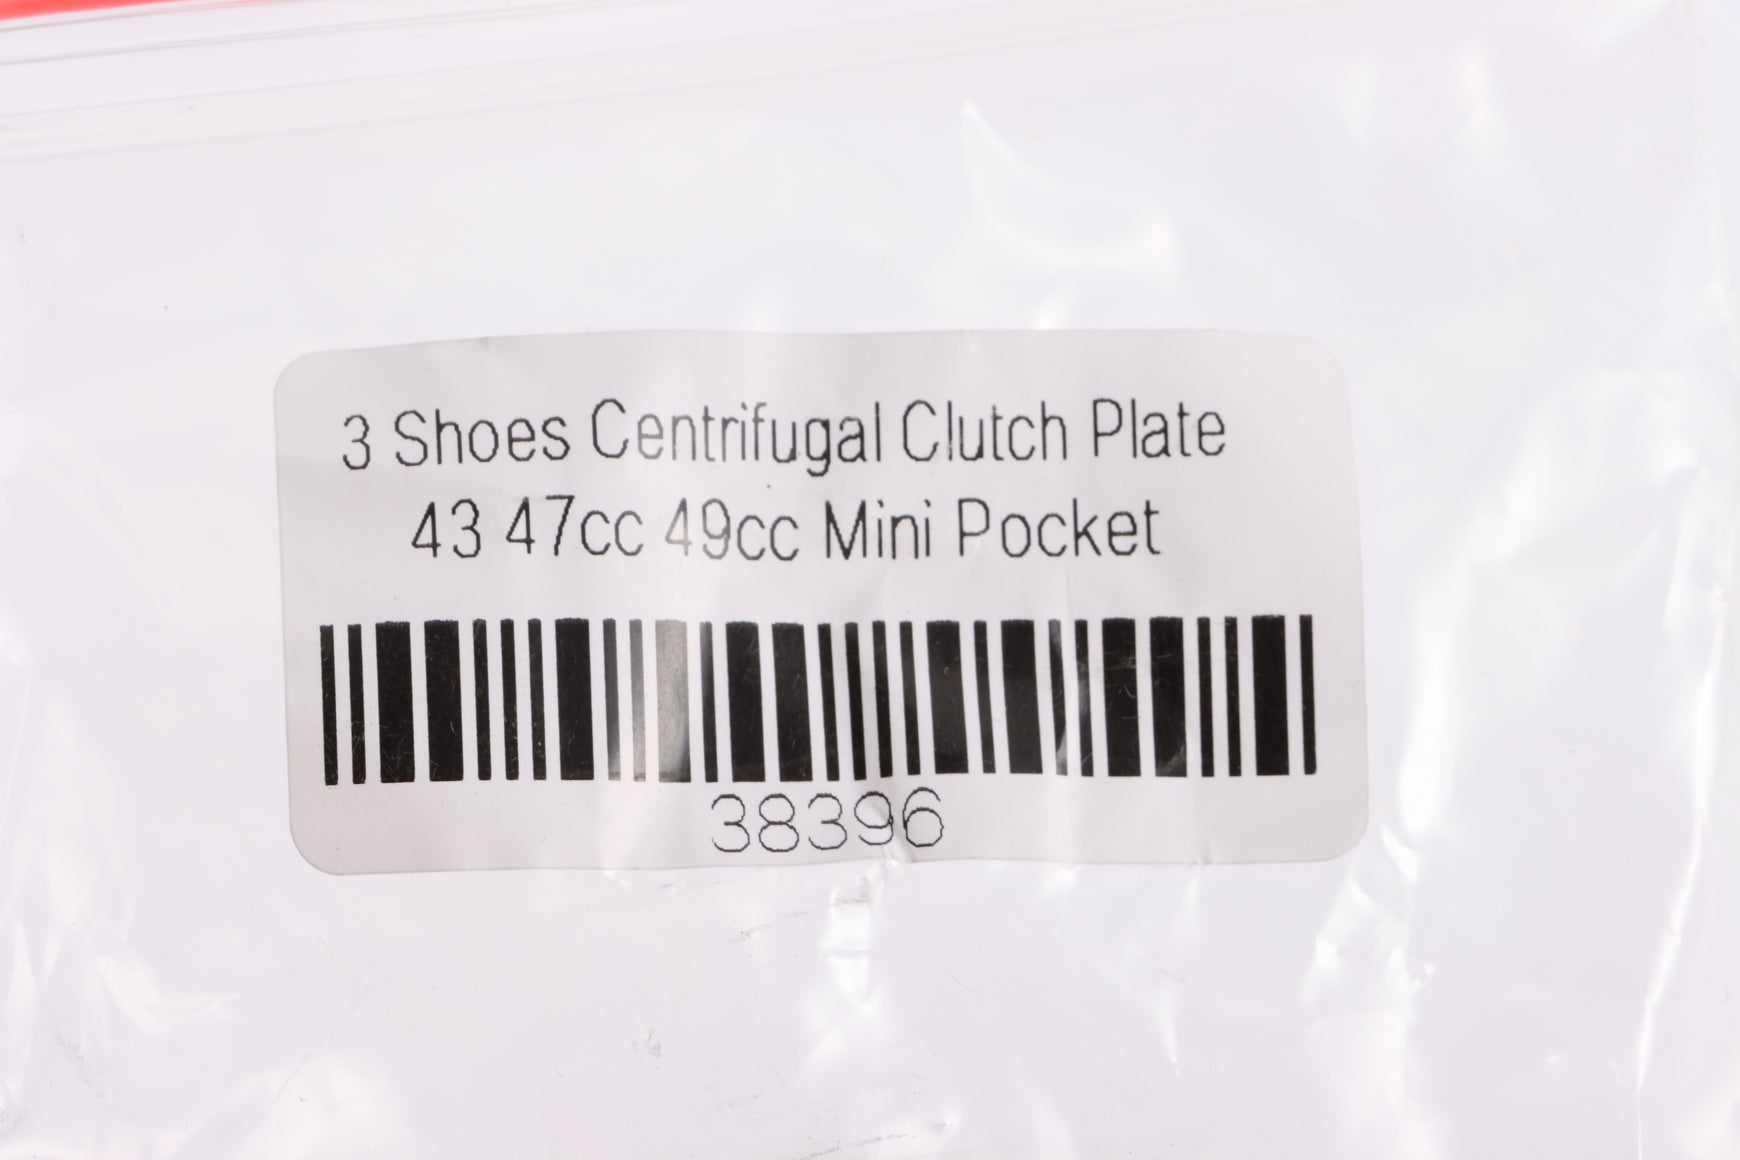 3 Shoes Centrifugal Clutch Plate
43 47cc 49cc Mini Pocket
38396